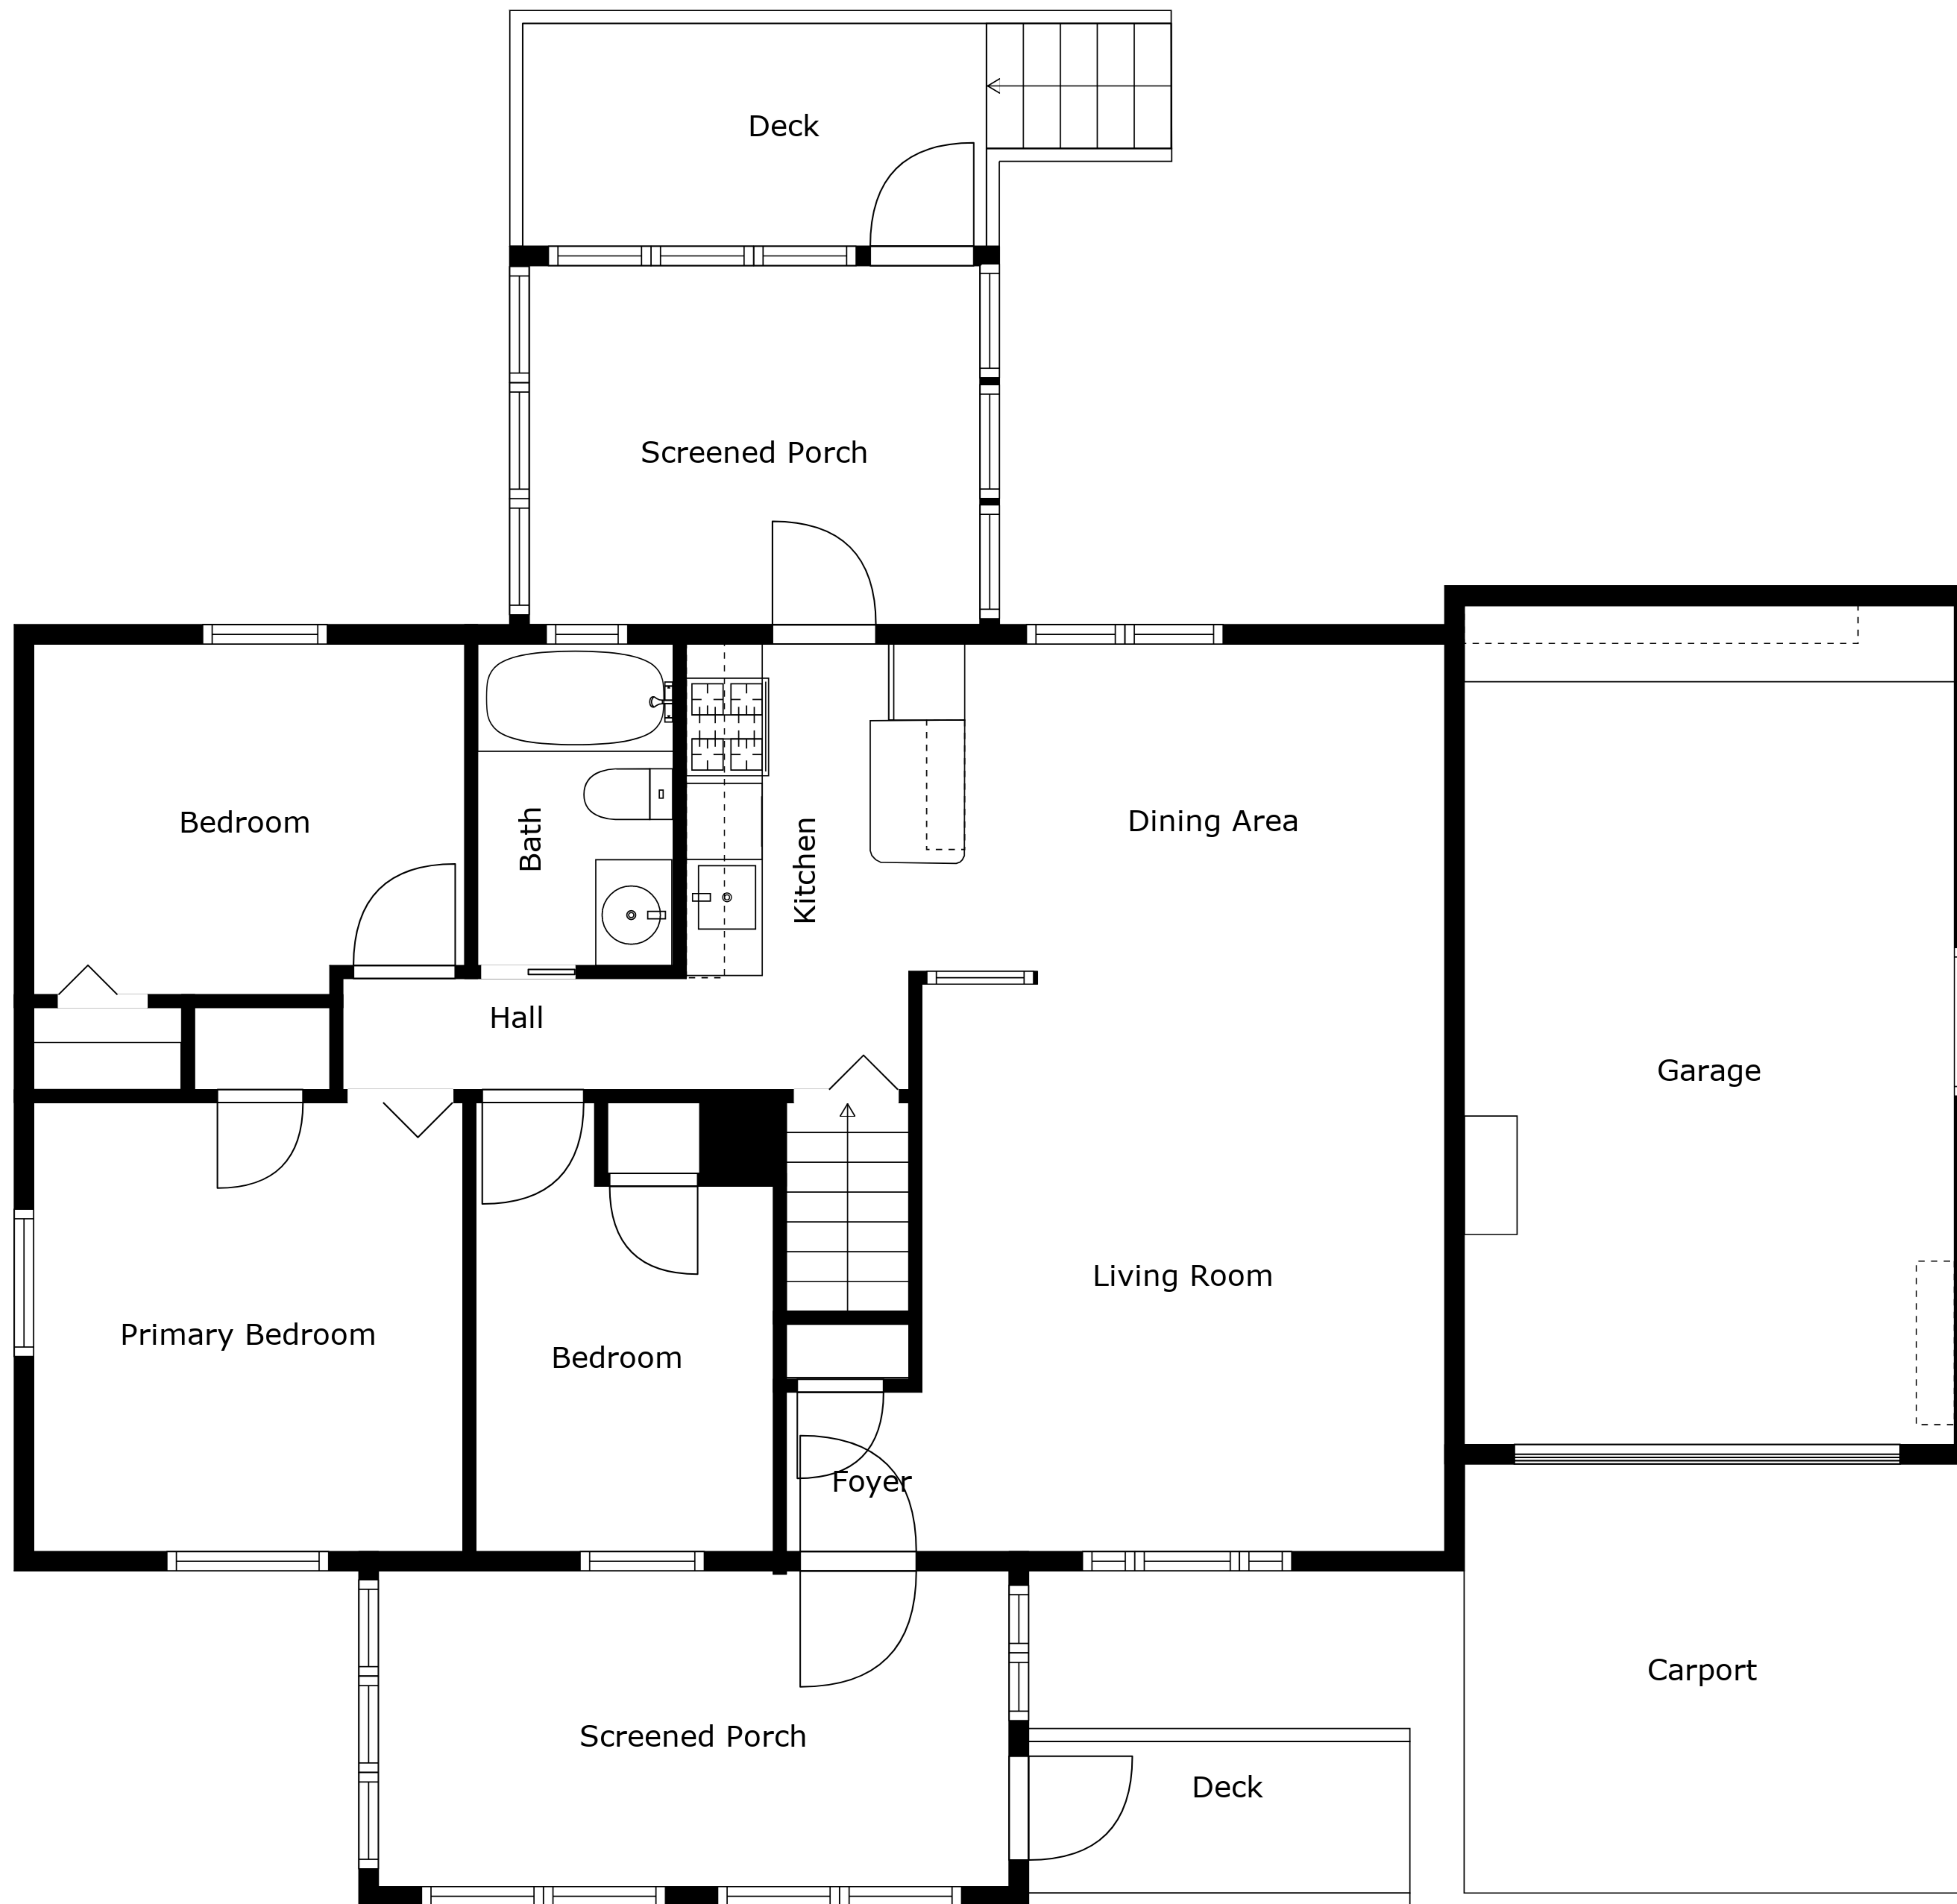 Deck
Screened Porch
Bedroom
Bath
Kitchen
Dining Area
Hall
Garage
Living Room
Primary Bedroom
Bedroom
Foyer
Carport
Screened Porch
Deck